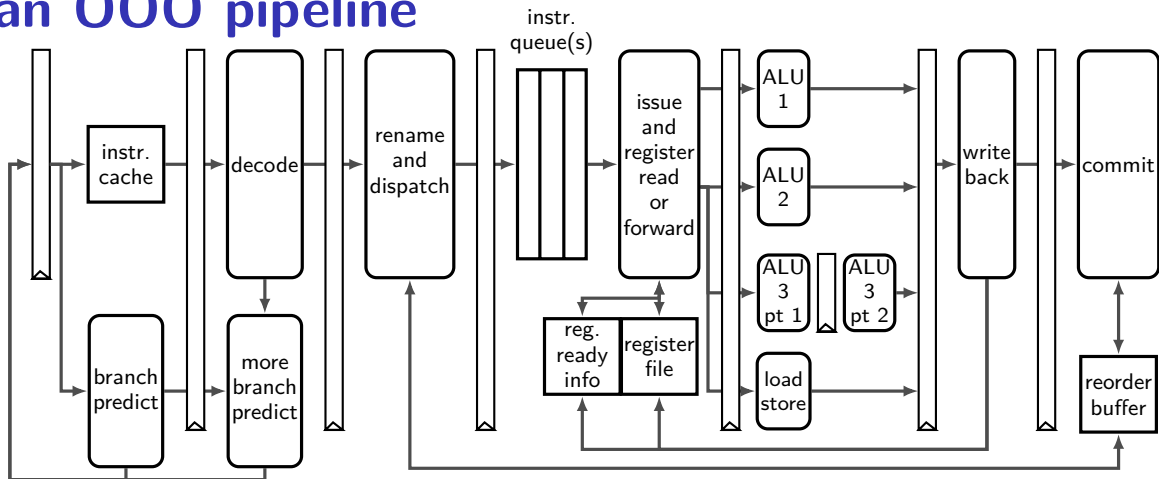 an OOO pipeline
instr.
queue(s)
instr.
cache
decode
rename
and
dispatch
issue
and
register
read
or
forward
ALU
1
ALU
2
ALU
3
pt 1
ALU
3
pt 2
load
store
write
back
commit
branch
predict
more
branch
predict
reg.
ready
info
register
file
reorder
buffer